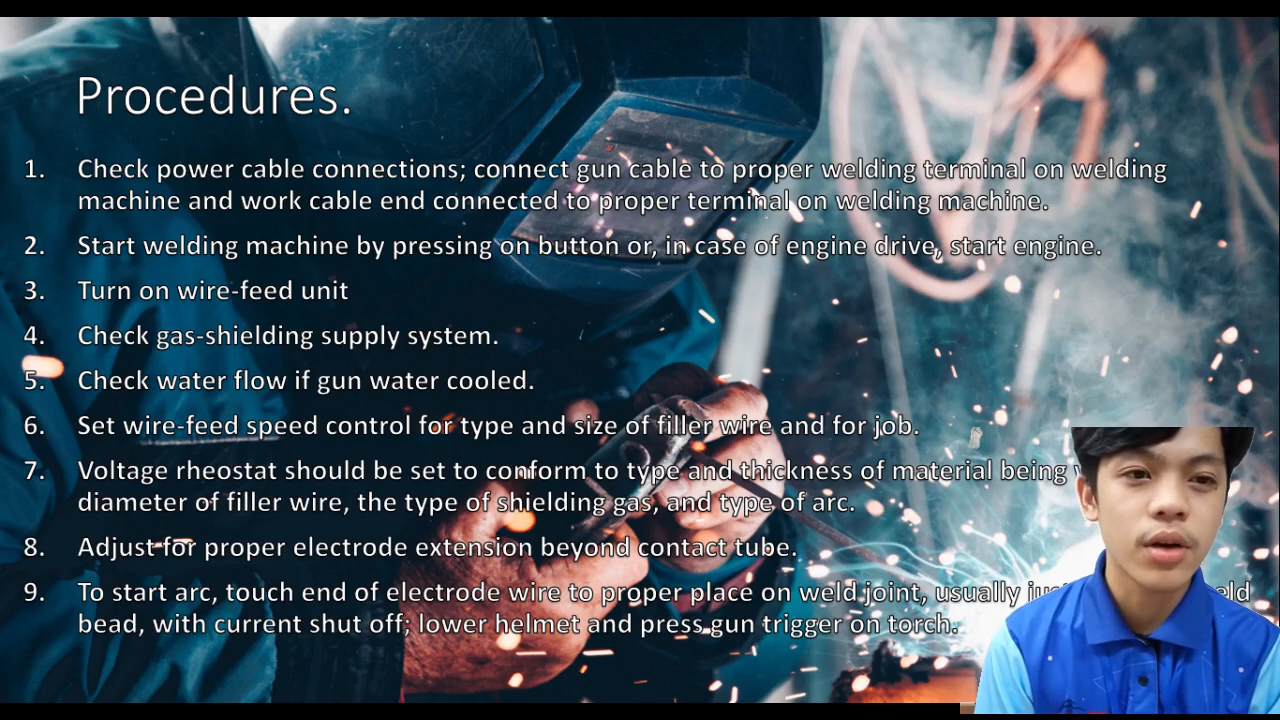 Procedures.
1. Check power cable connections; connect gun cable to proper welding terminal on welding
machine and work cable end connected to proper terminal on welding machine.
2. Start welding machine by pressing on button or, in case of engine drive, start engine.
3. Turn on wire-feed unit
4. Check gas-shielding supply system.
5. Check water flow if gun water cooled.
6. Set wire-feed speed control for type and size of filler wire and for job.
7. Voltage rheostat should be set to conform to type and thickness of material being
diameter of filler wire, the type of shielding gas, and type of arc.
8. Adjust for proper electrode extension beyond contact tube.
9. To start arc, touch end of electrode wire to proper place on weld joint, usually
bead, with current shut off; lower helmet and press gun trigger on torch.